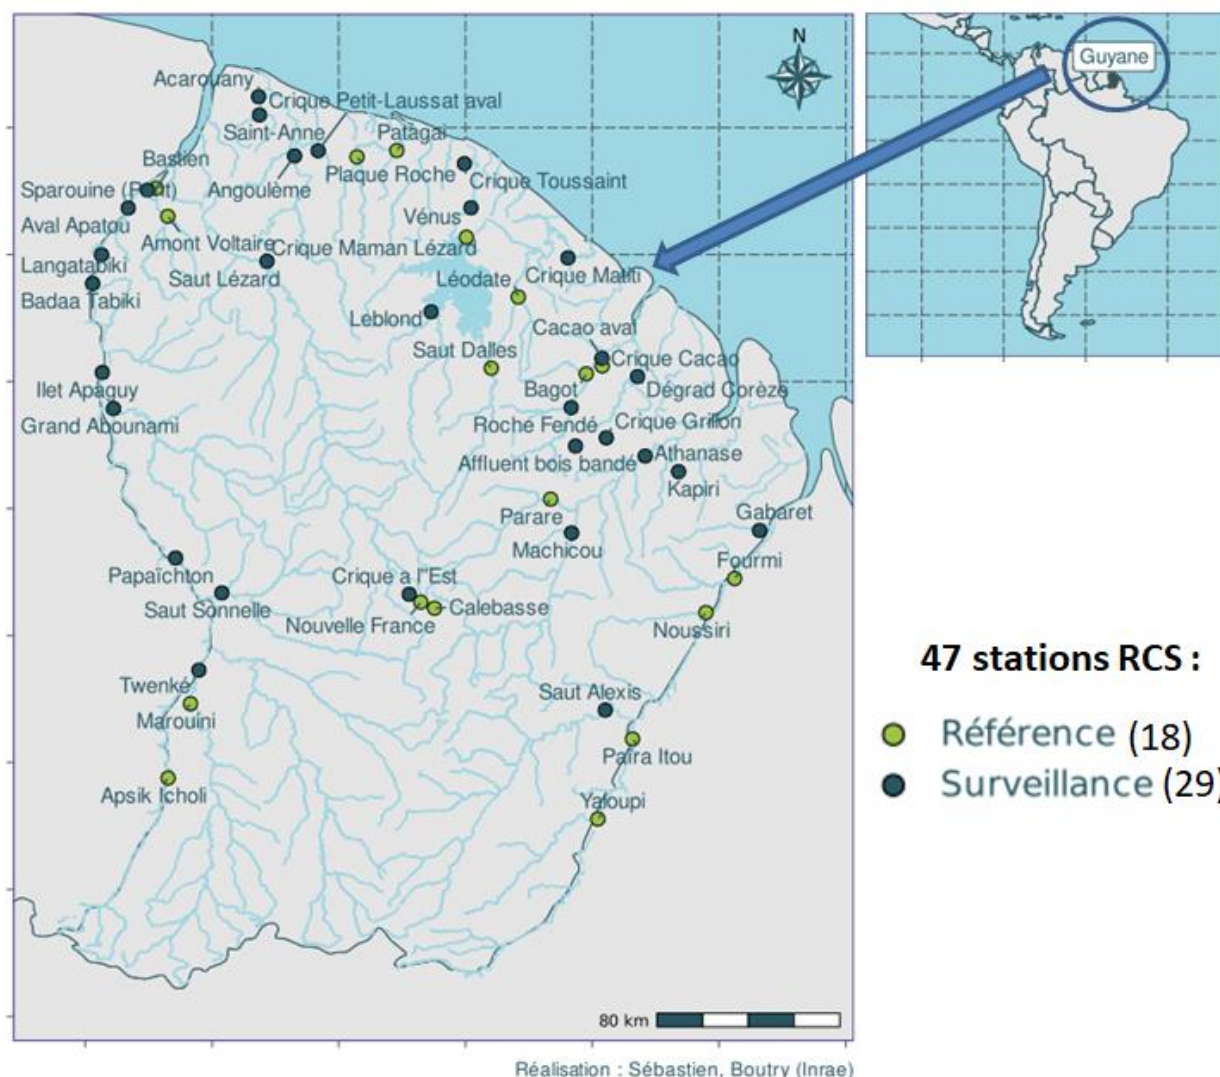 N
Guyane
Acarouany
Crique Petit-Laussat aval
Saint-Anne
Patagai
Bastien
Plaque Roche
Sparouine (
Angoulème
Crique Toussaint
Aval Apatou
Vénus
Amont Voltaire
Crique Maman Lézard
Langatabiki
Saut Lézard
Léodate
Crique Matiti
Badaa Tabiki
Leblond
Cacao aval
Saut Dalles
Crique Cacao
Ilet Apaguy
Bagot
Dégrad Corèze
Grand Abounami
Roche Fendé
Crique Grillon
Affluent bois bandé
Athanase
Kapiri
Parare
Gabaret
Machicou
Fourmi
Papaïchton
Crique a l"Est
Saut Sonnelle
Calebasse
Nouvelle France
Noussiri
47 stations RCS :
Twenké
Saut Alexis
Marouini
Référence (18)
Païra Itou
Surveillance (29)
Apsik Icholi
Yaloupi
80 km
Réalisation : Sébastien, Boutry (Inrae)